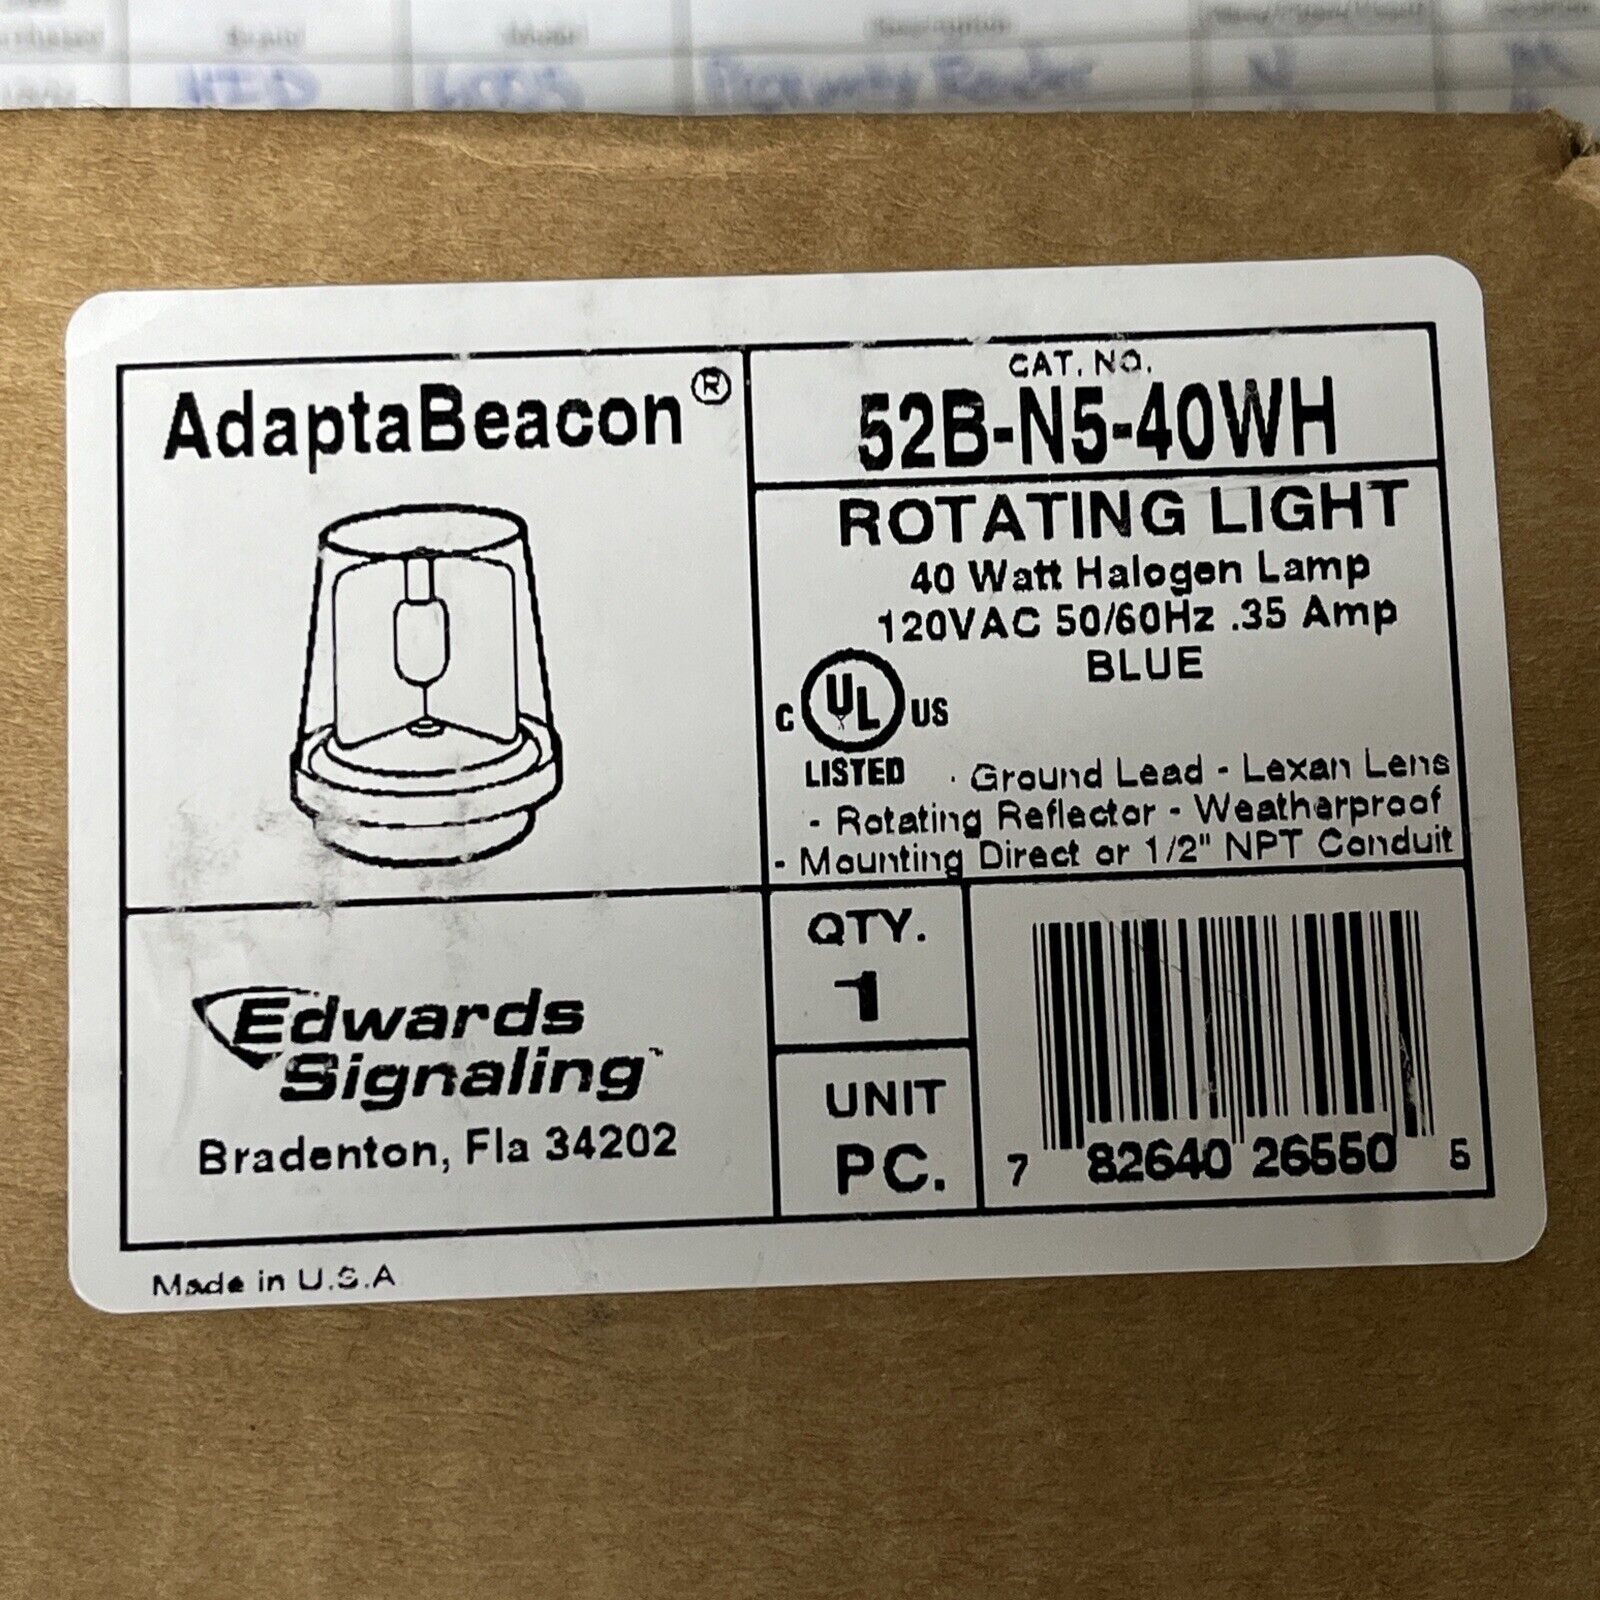 HID
AdaptaBeacon®
CAT. NO.
52B-N5-40WH
ROTATING LIGHT
40 Watt Halogen Lamp
120VAC 50/60Hz .35 Amp
BLUE
C UL US
LISTED
- Ground Lead - Lexan Lens
- Rotating Reflector - Weatherproof
- Mounting Direct or 1/2" NPT Conduit
Edwards
Signaling™
Bradenton, Fla 34202
QTY.
1
UNIT
PC.
7 82640 26550 5
Made in U.S.A